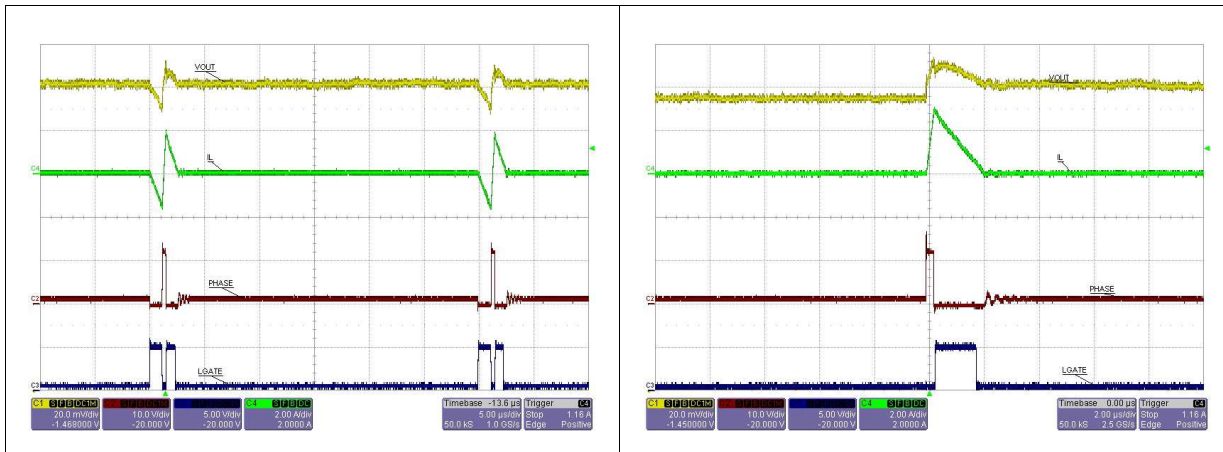 VOUT
C4
IL
C2
PHASE
C3
LGATE
C1 S F B DC1M
20.0 mV/div
-1.468000 V
10.0 V/div
-20.000 V
5.00 V/div
-20.000 V
C4 S F B DC
2.00 A/div
2.0000 A
Timebase -13.6 µs
5.00 µs/div
50.0 kS 1.0 GS/s
Trigger C4
Stop 1.16 A
Edge Positive
VOUT
C4
IL
C2
PHASE
C3
LGATE
C1 S F B DC1M
20.0 mV/div
-1.450000 V
10.0 V/div
-20.000 V
5.00 V/div
-20.000 V
C4 S F B DC
2.00 A/div
2.0000 A
Timebase 0.00 µs
2.00 µs/div
50.0 kS 2.5 GS/s
Trigger C4
Stop 1.16 A
Edge Positive